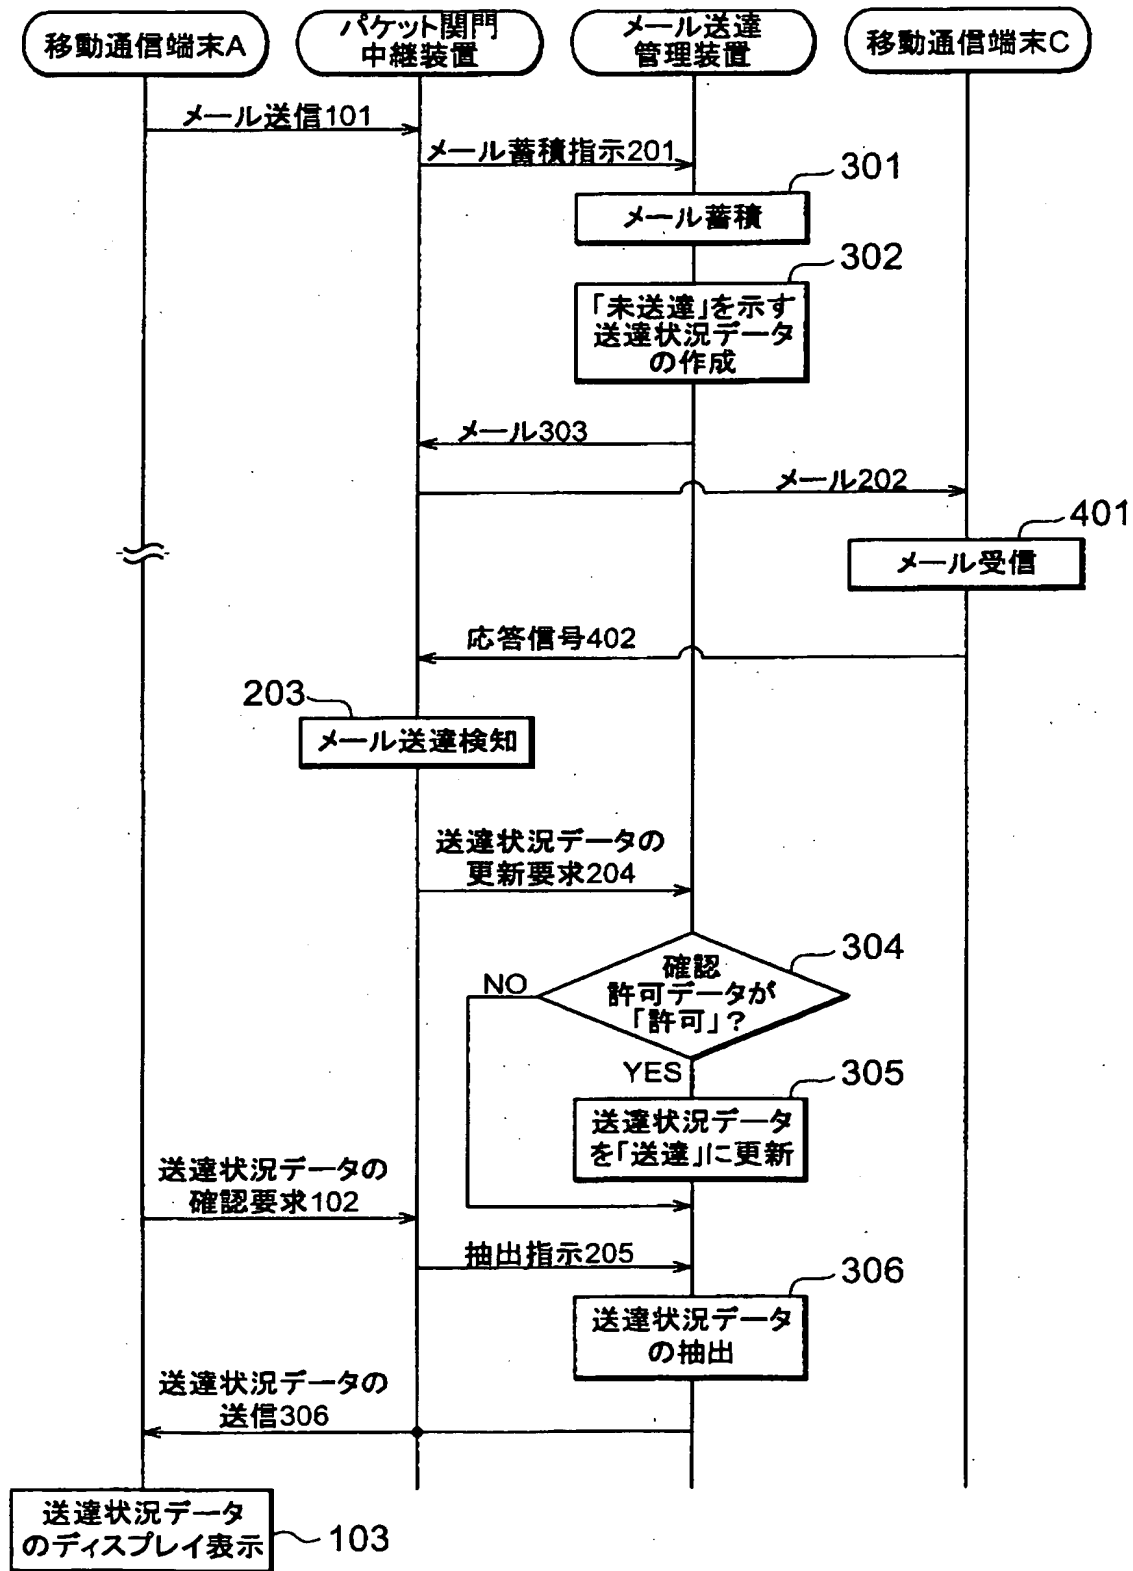 移動通信端末A
パケット関門
中継装置
メール送達
管理装置
移動通信端末C
メール送信101
メール蓄積指示201
301
メール蓄積
302
「未送達」を示す
送達状況データ
の作成
メール303
メール202
401
メール受信
応答信号402
203
メール送達検知
送達状況データの
更新要求204
304
確認
許可データが
「許可」?
NO
YES
305
送達状況データ
を「送達」に更新
送達状況データの
確認要求102
抽出指示205
306
送達状況データ
の抽出
送達状況データの
送信306
送達状況データ
のディスプレイ表示
103